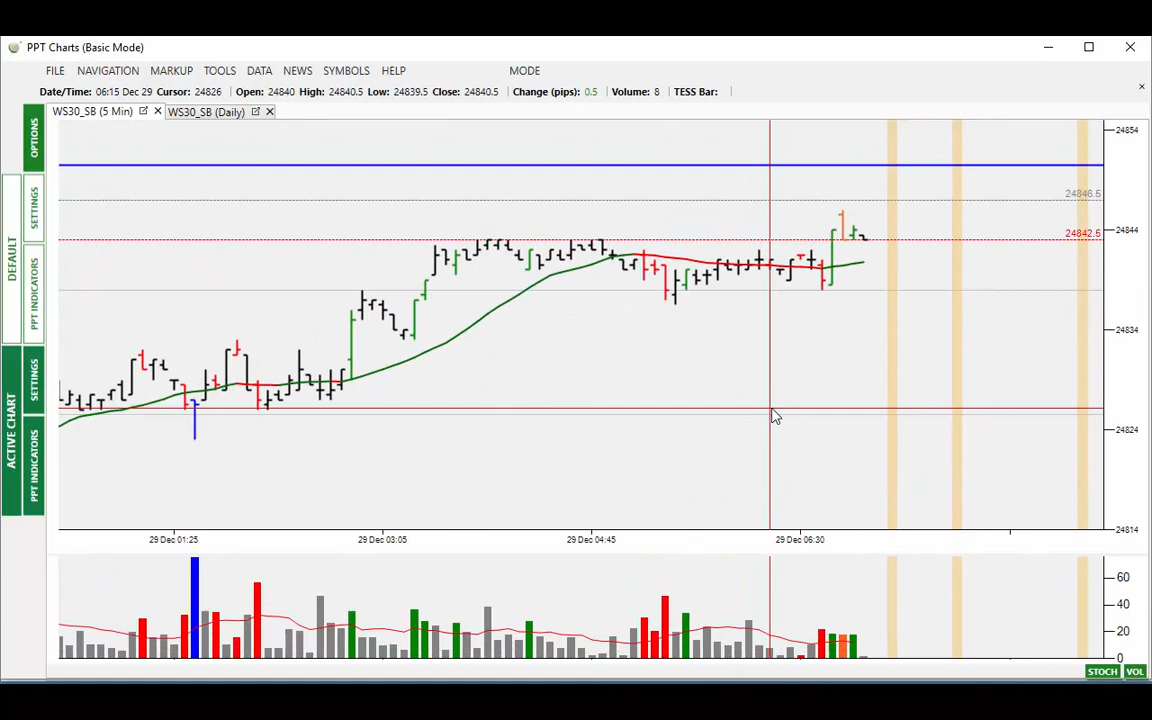 PPT Charts (Basic Mode)
FILE NAVIGATION MARKUP TOOLS DATA NEWS SYMBOLS HELP MODE
Date/Time: 06:15 Dec 29 Cursor: 24826 Open: 24840 High: 24840.5 Low: 24839.5 Close: 24840.5 Change (pips): 0.5 Volume: 8 TESS Bar:
WS30_SB (5 Min) WS30_SB (Daily)
OPTIONS
DEFAULT
SETTINGS
PPT INDICATORS
ACTIVE CHART
SETTINGS
PPT INDICATORS
24854
24846.5
24842.5
24844
24834
24824
24814
29 Dec 01:25 29 Dec 03:05 29 Dec 04:45 29 Dec 06:30
60
40
20
0
STOCH VOL